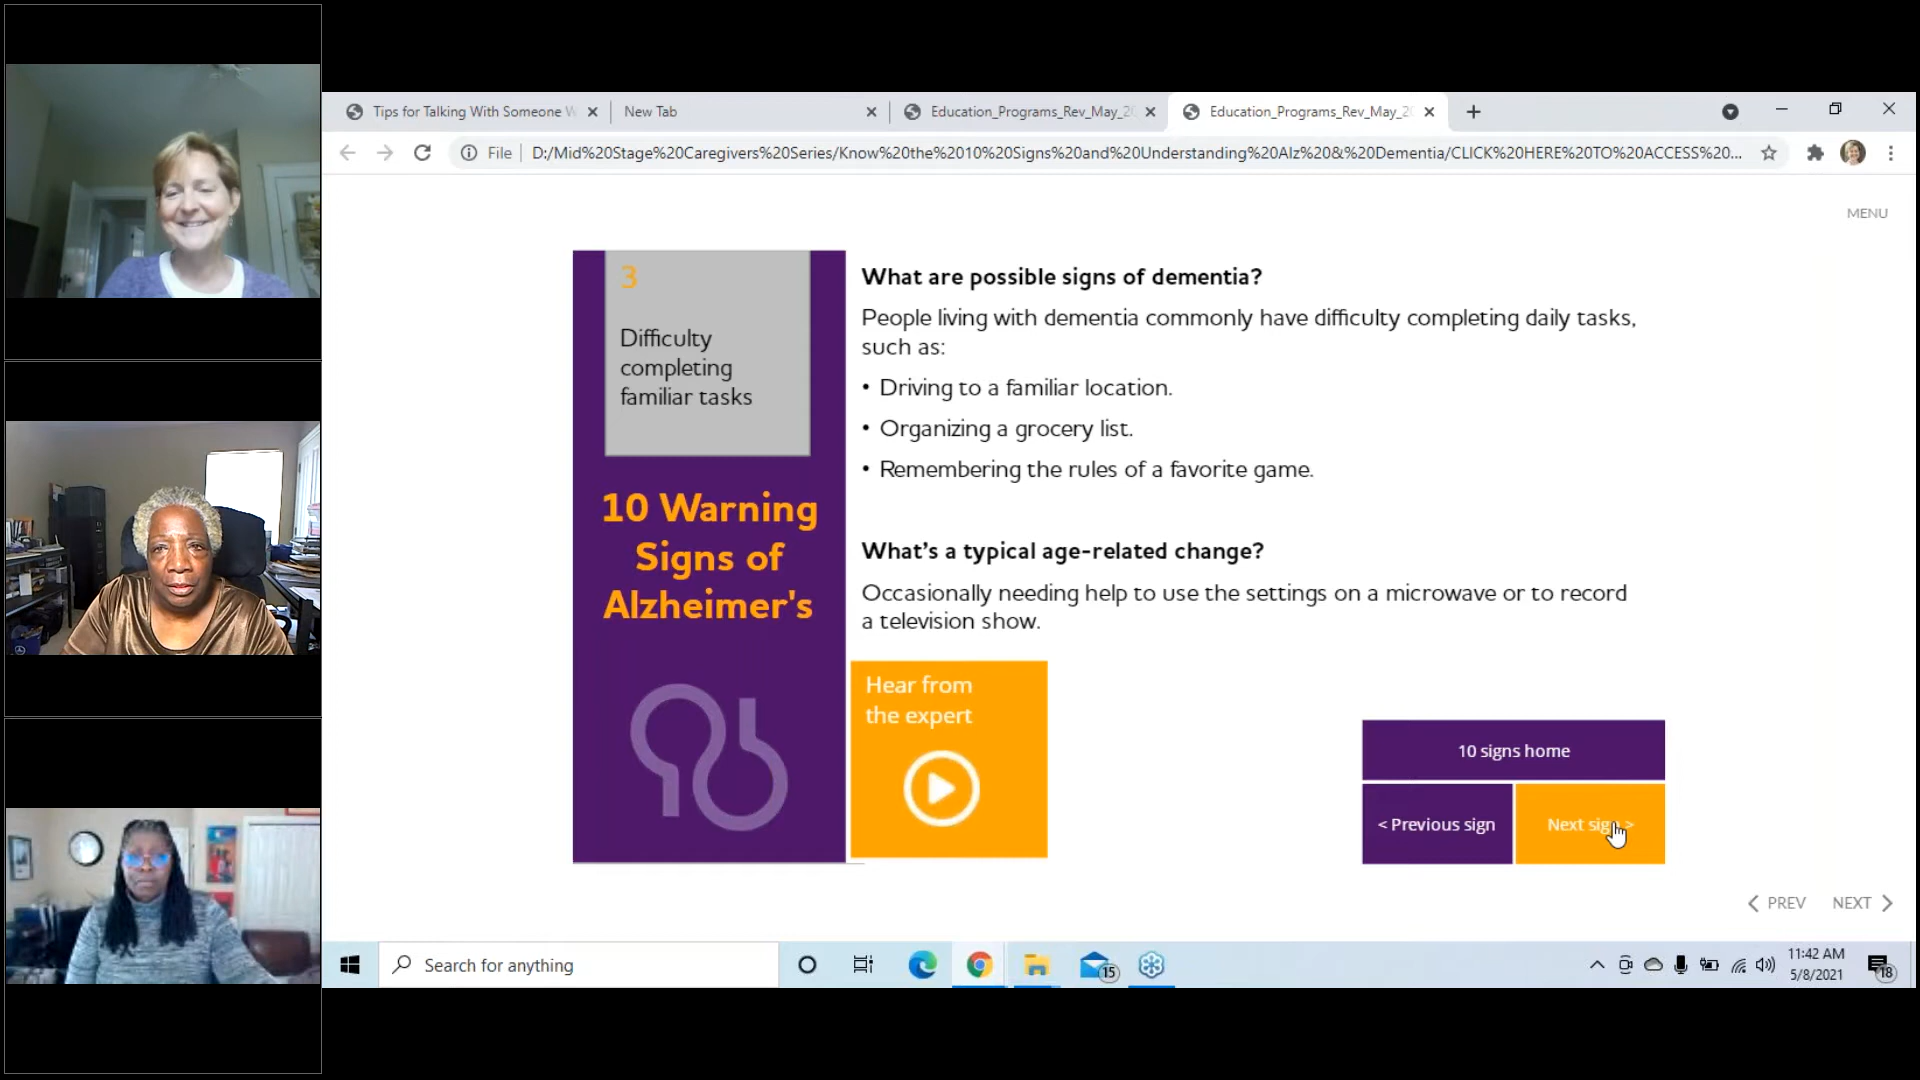 Tips for Talking With Someone W
New Tab
Education_Programs_Rev_May_20
Education_Programs_Rev_May_20
File
D:/Mid%20Stage%20Caregivers%20Series/Know%20the%2010%20Signs%20and%20Understanding%20Alz%20&%20Dementia/CLICK%20HERE%20TO%20ACCESS%20...
MENU
3
Difficulty
completing
familiar tasks
10 Warning
Signs of
Alzheimer's
What are possible signs of dementia?
People living with dementia commonly have difficulty completing daily tasks,
such as:
• Driving to a familiar location.
• Organizing a grocery list.
• Remembering the rules of a favorite game.
What's a typical age-related change?
Occasionally needing help to use the settings on a microwave or to record
a television show.
Hear from
the expert
10 signs home
< Previous sign
Next sign >
PREV
NEXT
Search for anything
15
11:42 AM
5/8/2021
18